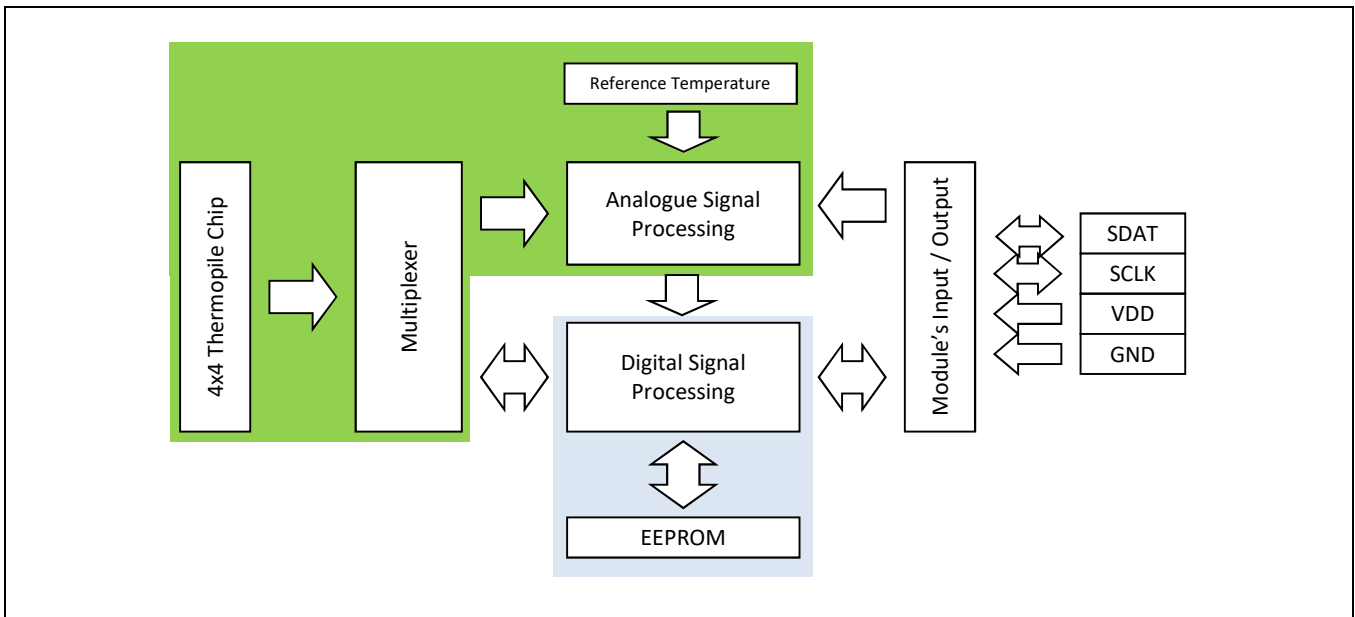 Reference Temperature
4x4 Thermopile Chip
Multiplexer
Analogue Signal
Processing
Module's Input / Output
SDAT
SCLK
VDD
GND
Digital Signal
Processing
EEPROM